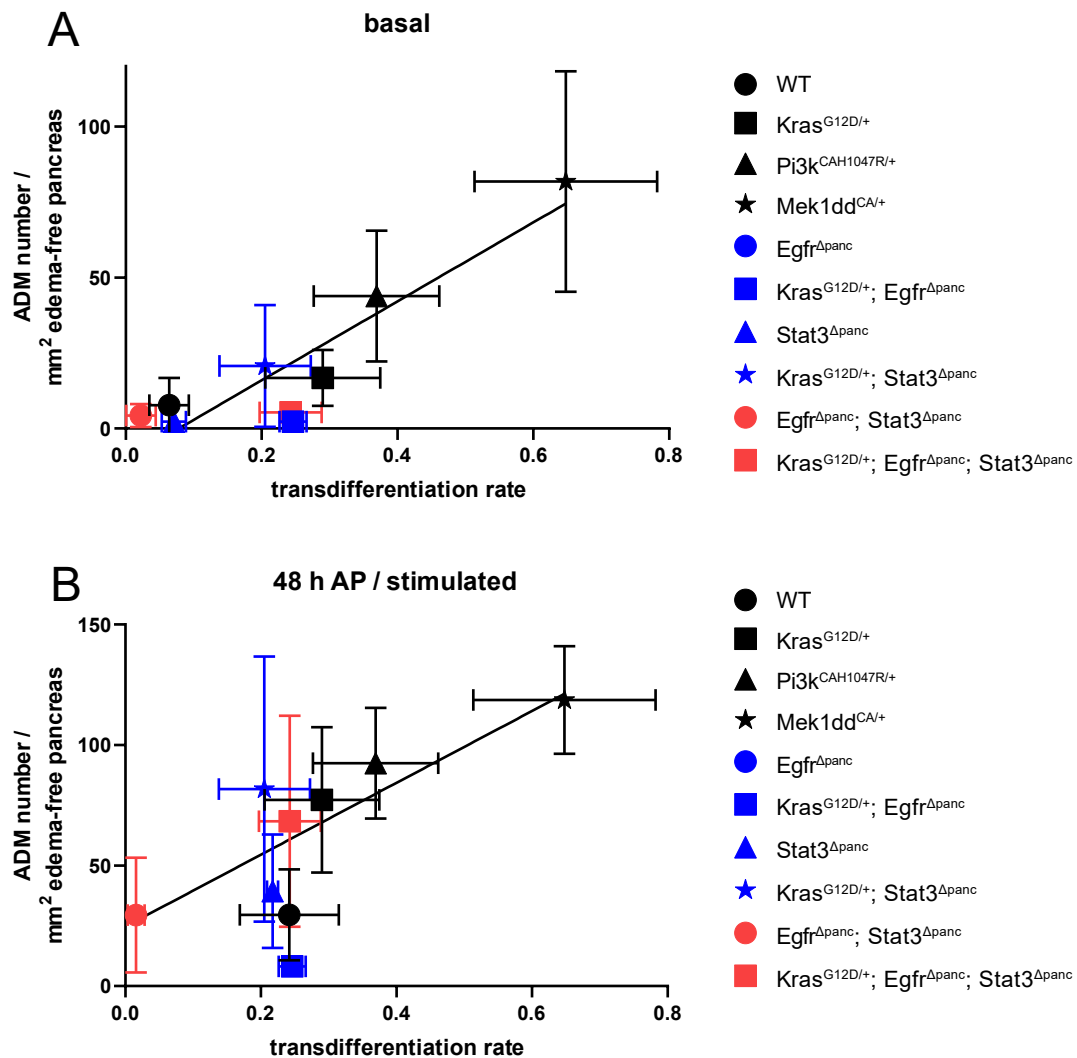 A
basal
ADM number /
mm² edema-free pancreas
100
50
0
0.0 0.2 0.4 0.6 0.8
transdifferentiation rate
WT
Kras^G12D/+
Pi3k^CAH1047R/+
Mek1dd^CA/+
Egfr^Δpanc
Kras^G12D/+; Egfr^Δpanc
Stat3^Δpanc
Kras^G12D/+; Stat3^Δpanc
Egfr^Δpanc; Stat3^Δpanc
Kras^G12D/+; Egfr^Δpanc; Stat3^Δpanc
B
48 h AP / stimulated
ADM number /
mm² edema-free pancreas
150
100
50
0
0.0 0.2 0.4 0.6 0.8
transdifferentiation rate
WT
Kras^G12D/+
Pi3k^CAH1047R/+
Mek1dd^CA/+
Egfr^Δpanc
Kras^G12D/+; Egfr^Δpanc
Stat3^Δpanc
Kras^G12D/+; Stat3^Δpanc
Egfr^Δpanc; Stat3^Δpanc
Kras^G12D/+; Egfr^Δpanc; Stat3^Δpanc